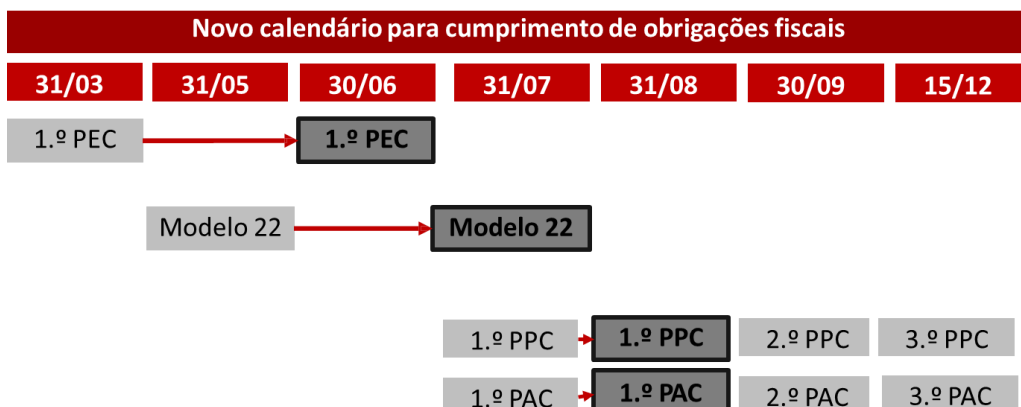 Novo calendário para cumprimento de obrigações fiscais
31/03 31/05 30/06 31/07 31/08 30/09 15/12
1.º PEC 1.º PEC
Modelo 22 Modelo 22
1.º PPC 1.º PPC 2.º PPC 3.º PPC
1.º PAC 1.º PAC 2.º PAC 3.º PAC